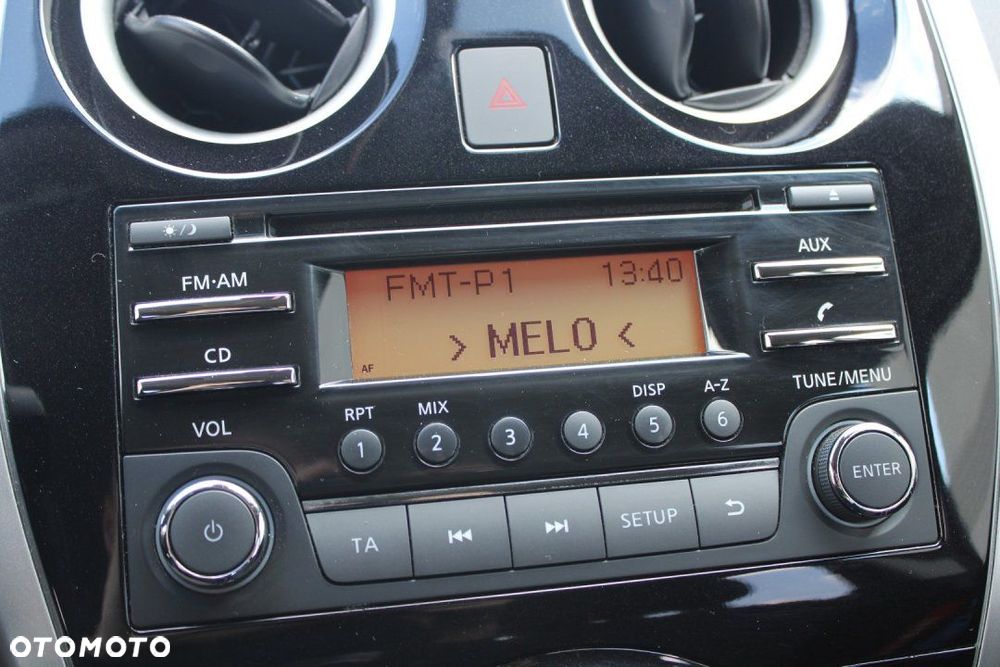 FM·AM
CD
VOL
FMT-P1 13:40
> MELO <
AF
AUX
TUNE/MENU
RPT MIX DISP A-Z
1 2 3 4 5 6
TA
SETUP
ENTER
OTOMOTO